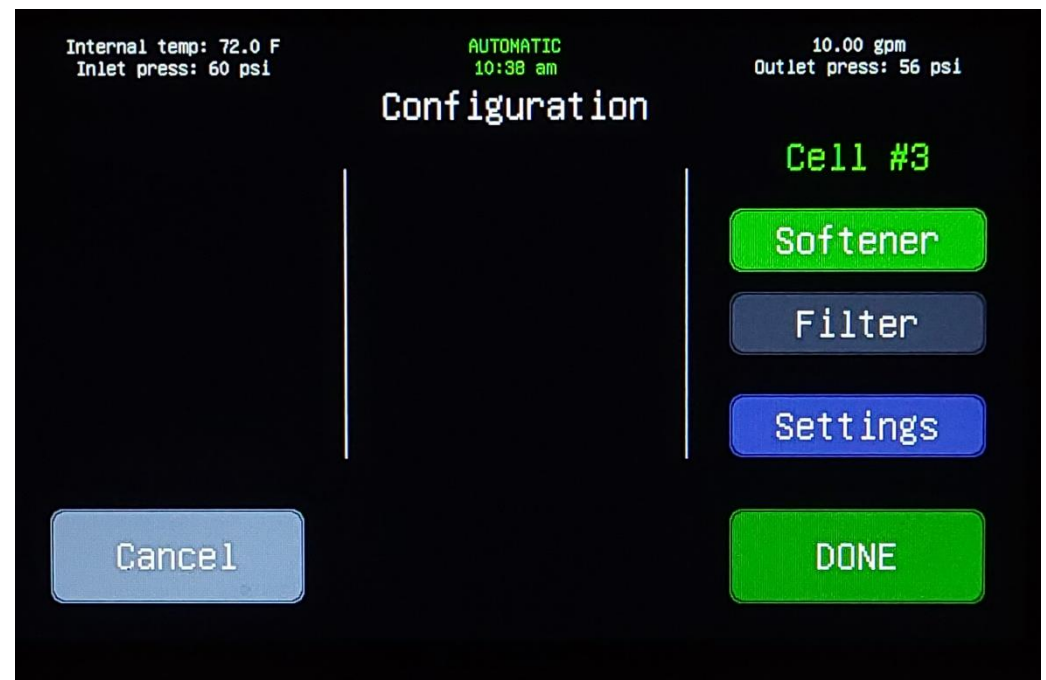 Internal temp: 72.0 F
Inlet press: 60 psi
AUTOMATIC
10:38 am
10.00 gpm
Outlet press: 56 psi
Configuration
Cell #3
Softener
Filter
Settings
Cancel
DONE